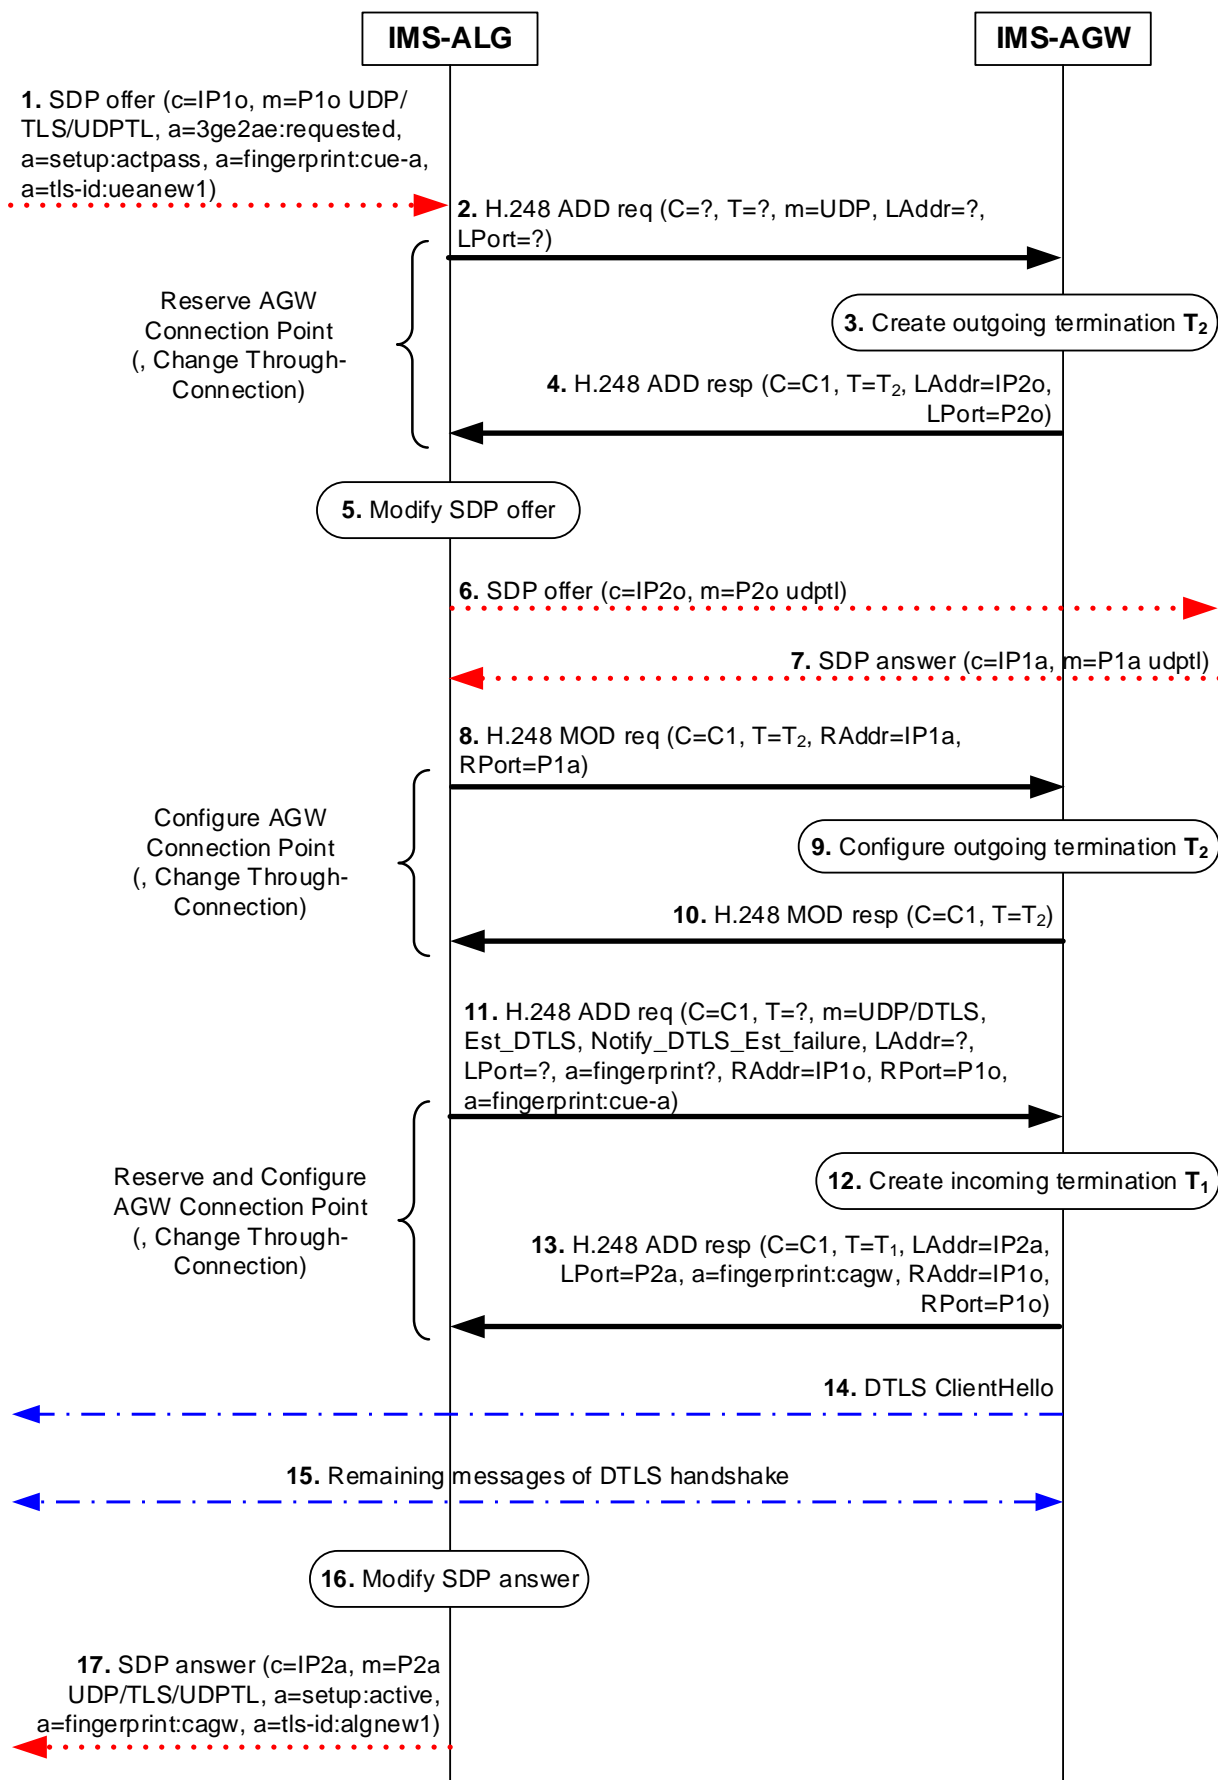 IMS-ALG
IMS-AGW
1. SDP offer (c=IP1o, m=P1o UDP/
TLS/UDPTL, a=3ge2ae:requested,
a=setup:actpass, a=fingerprint:cue-a,
a=tls-id:ueanew1)
2. H.248 ADD req (C=?, T=?, m=UDP, LAddr=?,
LPort=?)
Reserve AGW
Connection Point
(, Change Through-
Connection)
3. Create outgoing termination T₂
4. H.248 ADD resp (C=C1, T=T₂, LAddr=IP2o,
LPort=P2o)
5. Modify SDP offer
6. SDP offer (c=IP2o, m=P2o udptl)
7. SDP answer (c=IP1a, m=P1a udptl)
8. H.248 MOD req (C=C1, T=T₂, RAddr=IP1a,
RPort=P1a)
Configure AGW
Connection Point
(, Change Through-
Connection)
9. Configure outgoing termination T₂
10. H.248 MOD resp (C=C1, T=T₂)
11. H.248 ADD req (C=C1, T=?, m=UDP/DTLS,
Est_DTLS, Notify_DTLS_Est_failure, LAddr=?,
LPort=?, a=fingerprint?, RAddr=IP1o, RPort=P1o,
a=fingerprint:cue-a)
Reserve and Configure
AGW Connection Point
(, Change Through-
Connection)
12. Create incoming termination T₁
13. H.248 ADD resp (C=C1, T=T₁, LAddr=IP2a,
LPort=P2a, a=fingerprint:cagw, RAddr=IP1o,
RPort=P1o)
14. DTLS ClientHello
15. Remaining messages of DTLS handshake
16. Modify SDP answer
17. SDP answer (c=IP2a, m=P2a
UDP/TLS/UDPTL, a=setup:active,
a=fingerprint:cagw, a=tls-id:algnew1)